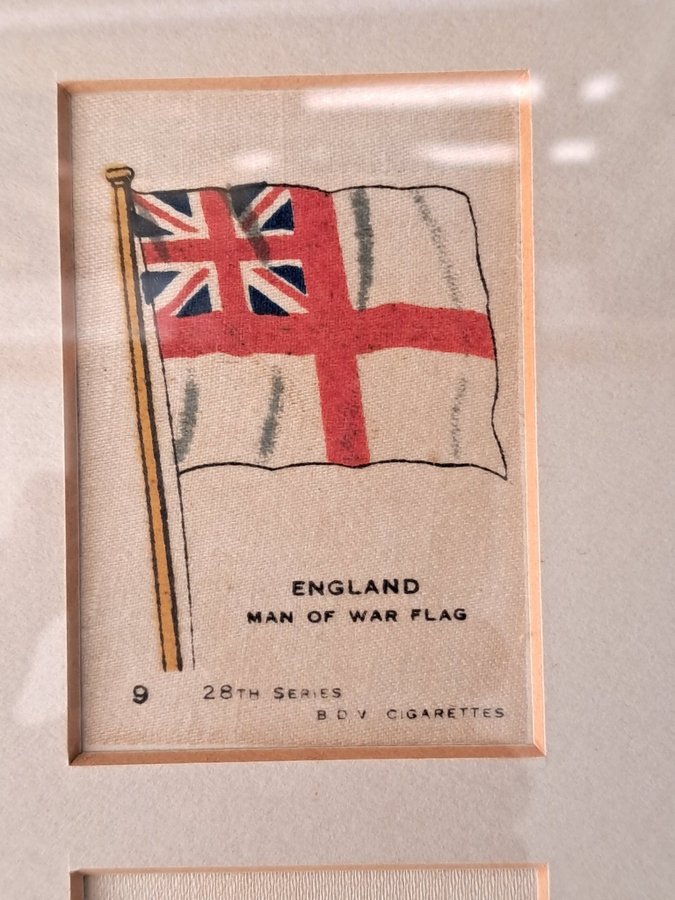 ENGLAND
MAN OF WAR FLAG
9 28TH SERIES
B.D.V. CIGARETTES